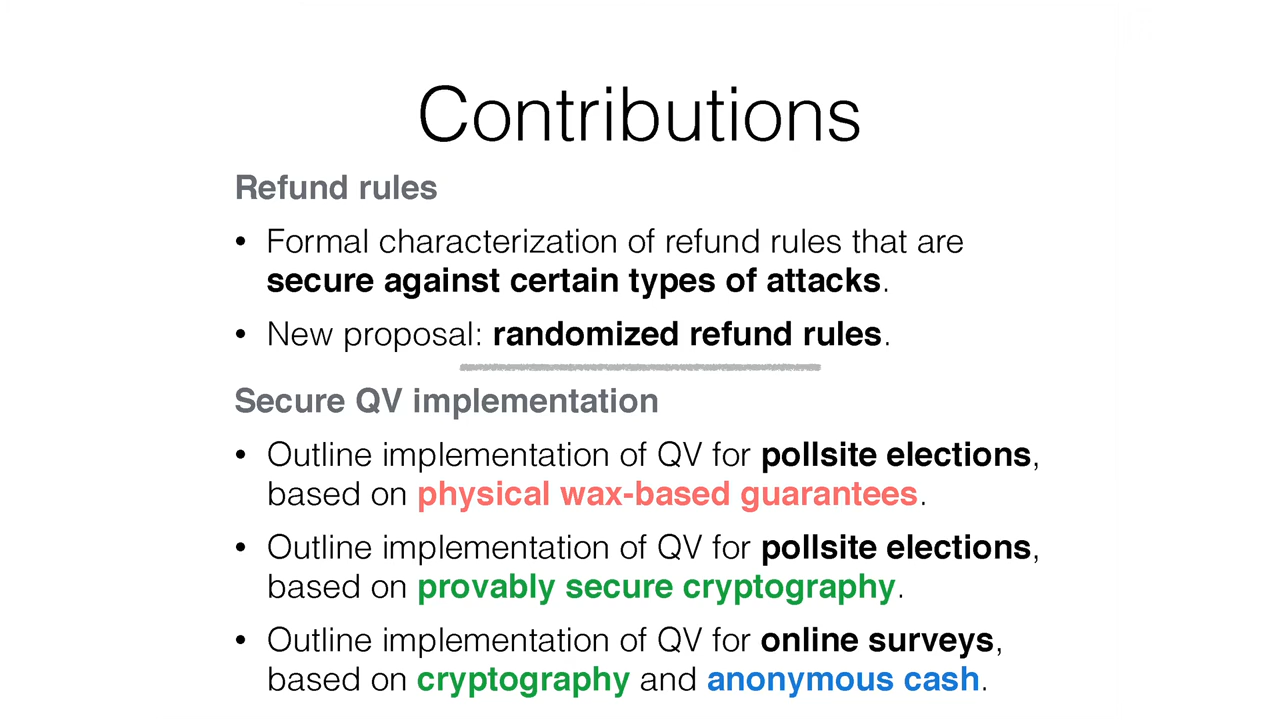 Contributions
Refund rules
• Formal characterization of refund rules that are
secure against certain types of attacks.
• New proposal: randomized refund rules.
Secure QV implementation
• Outline implementation of QV for pollsite elections,
based on physical wax-based guarantees.
• Outline implementation of QV for pollsite elections,
based on provably secure cryptography.
• Outline implementation of QV for online surveys,
based on cryptography and anonymous cash.